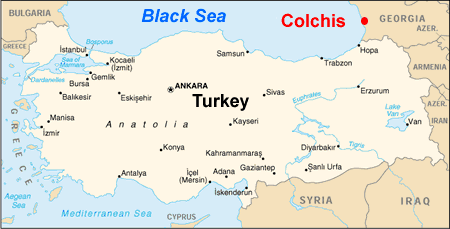 BULGARIA
Black Sea
Colchis
GEORGIA
AZER.
Bosporus
İstanbul
Sea of
Marmara
Kocaeli
(İzmit)
Samsun
Hopa
Trabzon
ARMENIA
GREECE
Dardanelles
Gemlik
Bursa
Balıkesir
Eskişehir
ANKARA
Turkey
Sivas
Euphrates
Erzurum
AZER.
Manisa
İzmir
Anatolia
Kayseri
Lake
Van
Van
IRAN
Konya
Kahramanmaraş
Diyarbakır
Tigris
Aegean
Sea
Antalya
İçel
(Mersin)
Adana
Gaziantep
Şanlı Urfa
İskenderun
Mediterranean Sea
CYPRUS
SYRIA
IRAQ